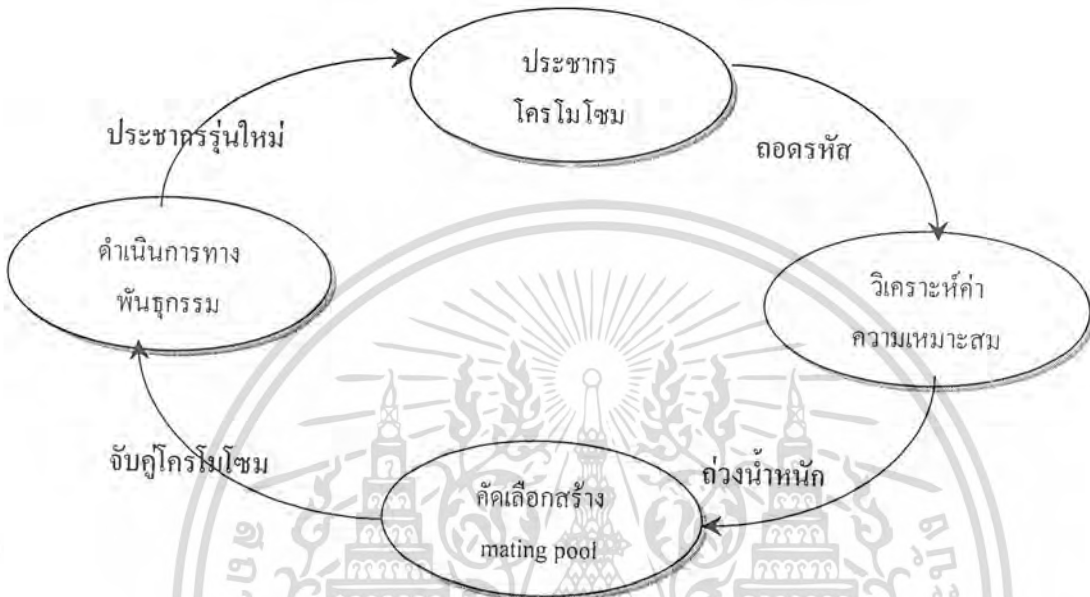 ประชากร
โครโมโซม
ประชากรรุ่นใหม่
ถอดรหัส
ดำเนินการทาง
พันธุกรรม
วิเคราะห์ค่า
ความเหมาะสม
จับคู่โครโมโซม
ถ่วงน้ำหนัก
คัดเลือกสร้าง
mating pool